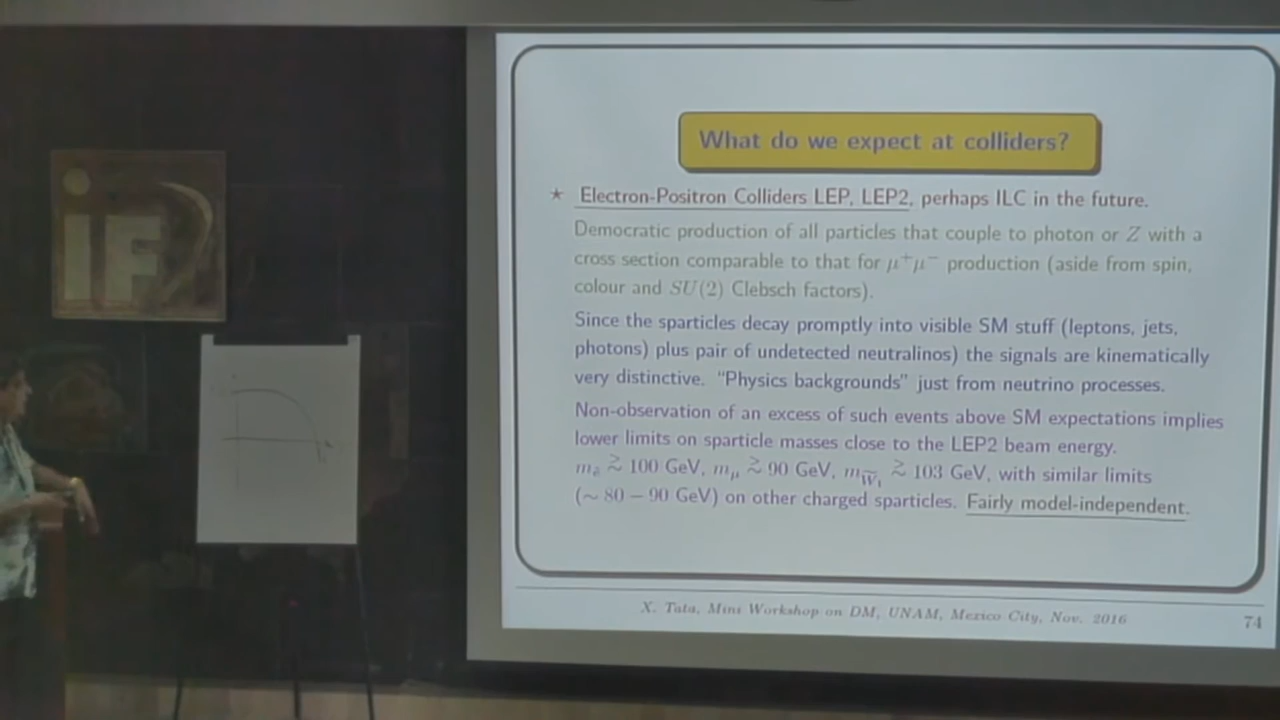 IF
What do we expect at colliders?
★ Electron-Positron Colliders LEP, LEP2, perhaps ILC in the future.
Democratic production of all particles that couple to photon or Z with a
cross section comparable to that for μ⁺μ⁻ production (aside from spin,
colour and SU(2) Clebsch factors).
Since the sparticles decay promptly into visible SM stuff (leptons, jets,
photons) plus pair of undetected neutralinos) the signals are kinematically
very distinctive. “Physics backgrounds” just from neutrino processes.
Non-observation of an excess of such events above SM expectations implies
lower limits on sparticle masses close to the LEP2 beam energy.
m_ẽ ≳ 100 GeV, m_μ̃ ≳ 90 GeV, m_W̃₁ ≳ 103 GeV, with similar limits
(∼ 80 − 90 GeV) on other charged sparticles. Fairly model-independent.
X. Tata, Mini Workshop on DM, UNAM, Mexico City, Nov. 2016
74